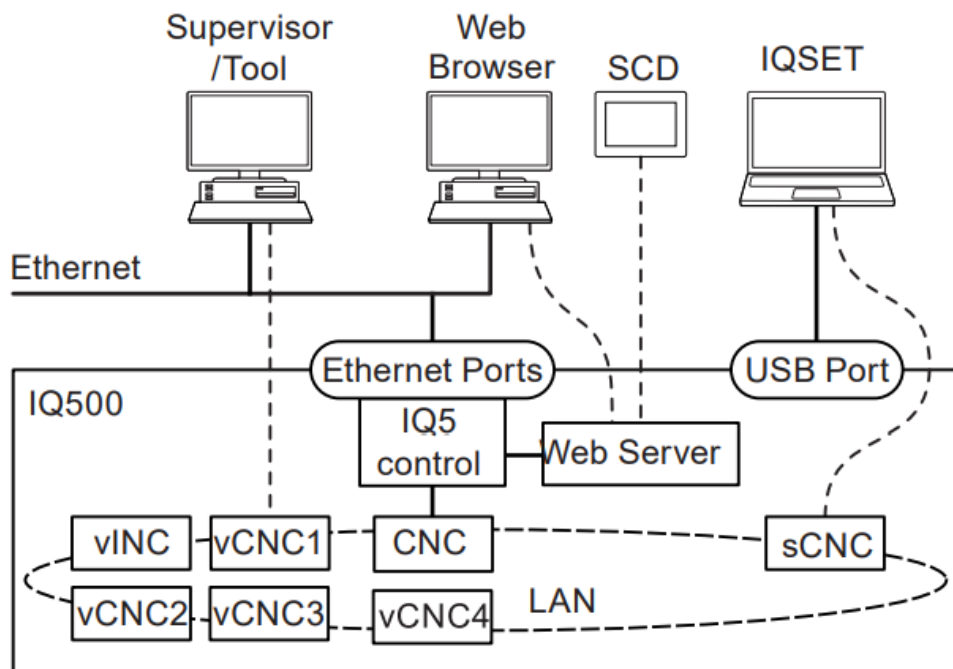 Supervisor
/Tool
Web
Browser
SCD
IQSET
Ethernet
Ethernet Ports
USB Port
IQ500
IQ5
control
Web Server
vINC
vCNC1
CNC
sCNC
vCNC2
vCNC3
vCNC4
LAN